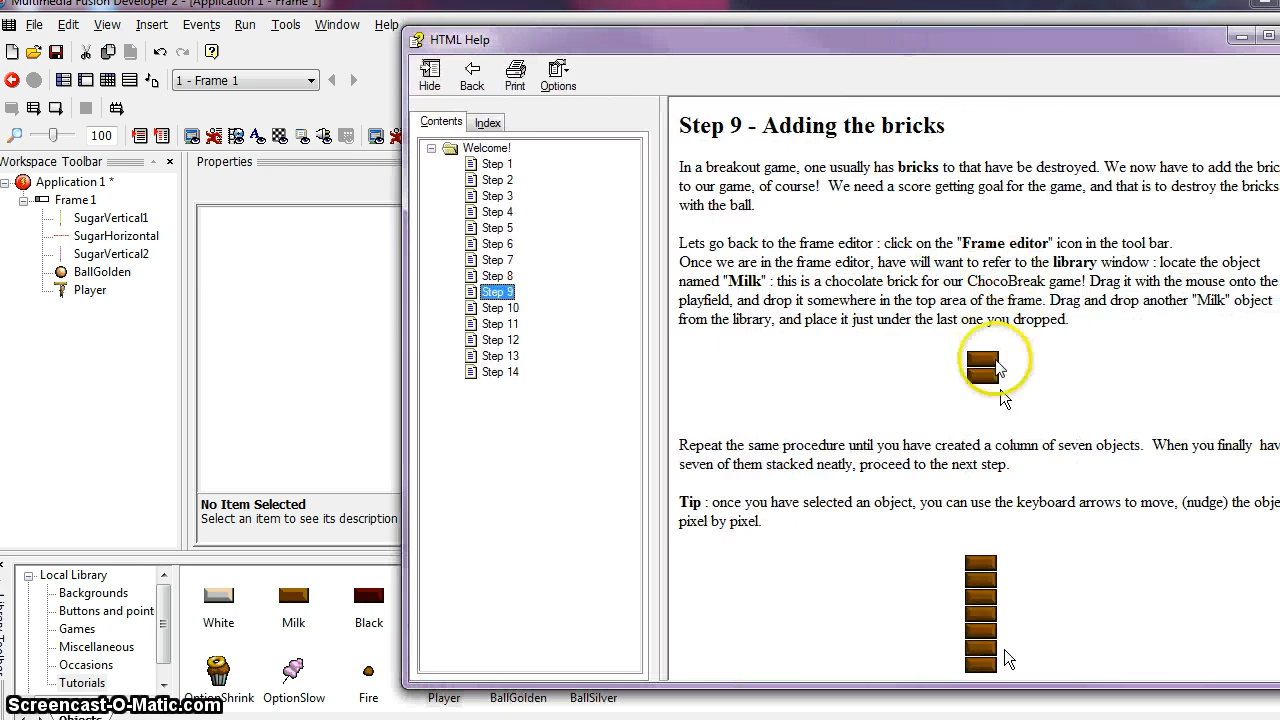 Multimedia Fusion Developer 2 - [Application 1 - Frame 1]
File Edit View Insert Events Run Tools Window Help
1 - Frame 1
100
Workspace Toolbar
Application 1 *
Frame 1
SugarVertical1
SugarHorizontal
SugarVertical2
BallGolden
Player
Properties
No Item Selected
Select an item to see its description
Local Library
Backgrounds
Buttons and point
Games
Miscellaneous
Occasions
Tutorials
White Milk Black
OptionShrink OptionSlow Fire Player BallGolden BallSilver
Objects
HTML Help
Hide Back Print Options
Contents Index
Welcome!
Step 1
Step 2
Step 3
Step 4
Step 5
Step 6
Step 7
Step 8
Step 9
Step 10
Step 11
Step 12
Step 13
Step 14
Step 9 - Adding the bricks
In a breakout game, one usually has bricks to that have be destroyed. We now have to add the bric
to our game, of course! We need a score getting goal for the game, and that is to destroy the bricks
with the ball.
Lets go back to the frame editor : click on the "Frame editor" icon in the tool bar.
Once we are in the frame editor, have will want to refer to the library window : locate the object
named "Milk" : this is a chocolate brick for our ChocoBreak game! Drag it with the mouse onto the
playfield, and drop it somewhere in the top area of the frame. Drag and drop another "Milk" object
from the library, and place it just under the last one you dropped.
Repeat the same procedure until you have created a column of seven objects. When you finally hav
seven of them stacked neatly, proceed to the next step.
Tip : once you have selected an object, you can use the keyboard arrows to move, (nudge) the obje
pixel by pixel.
Screencast-O-Matic.com